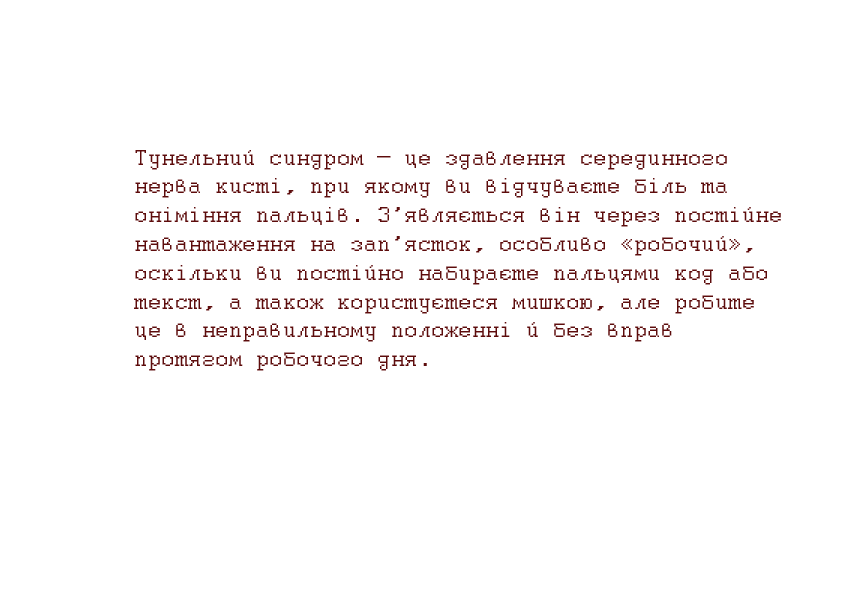 Тунельний синдром — це здавлення серединного
нерва кисті, при якому ви відчуваєте біль та
оніміння пальців. З’являється він через постійне
навантаження на зап’ясток, особливо «робочий»,
оскільки ви постійно набираєте пальцями код або
текст, а також користуєтеся мишкою, але робите
це в неправильному положенні й без вправ
протягом робочого дня.